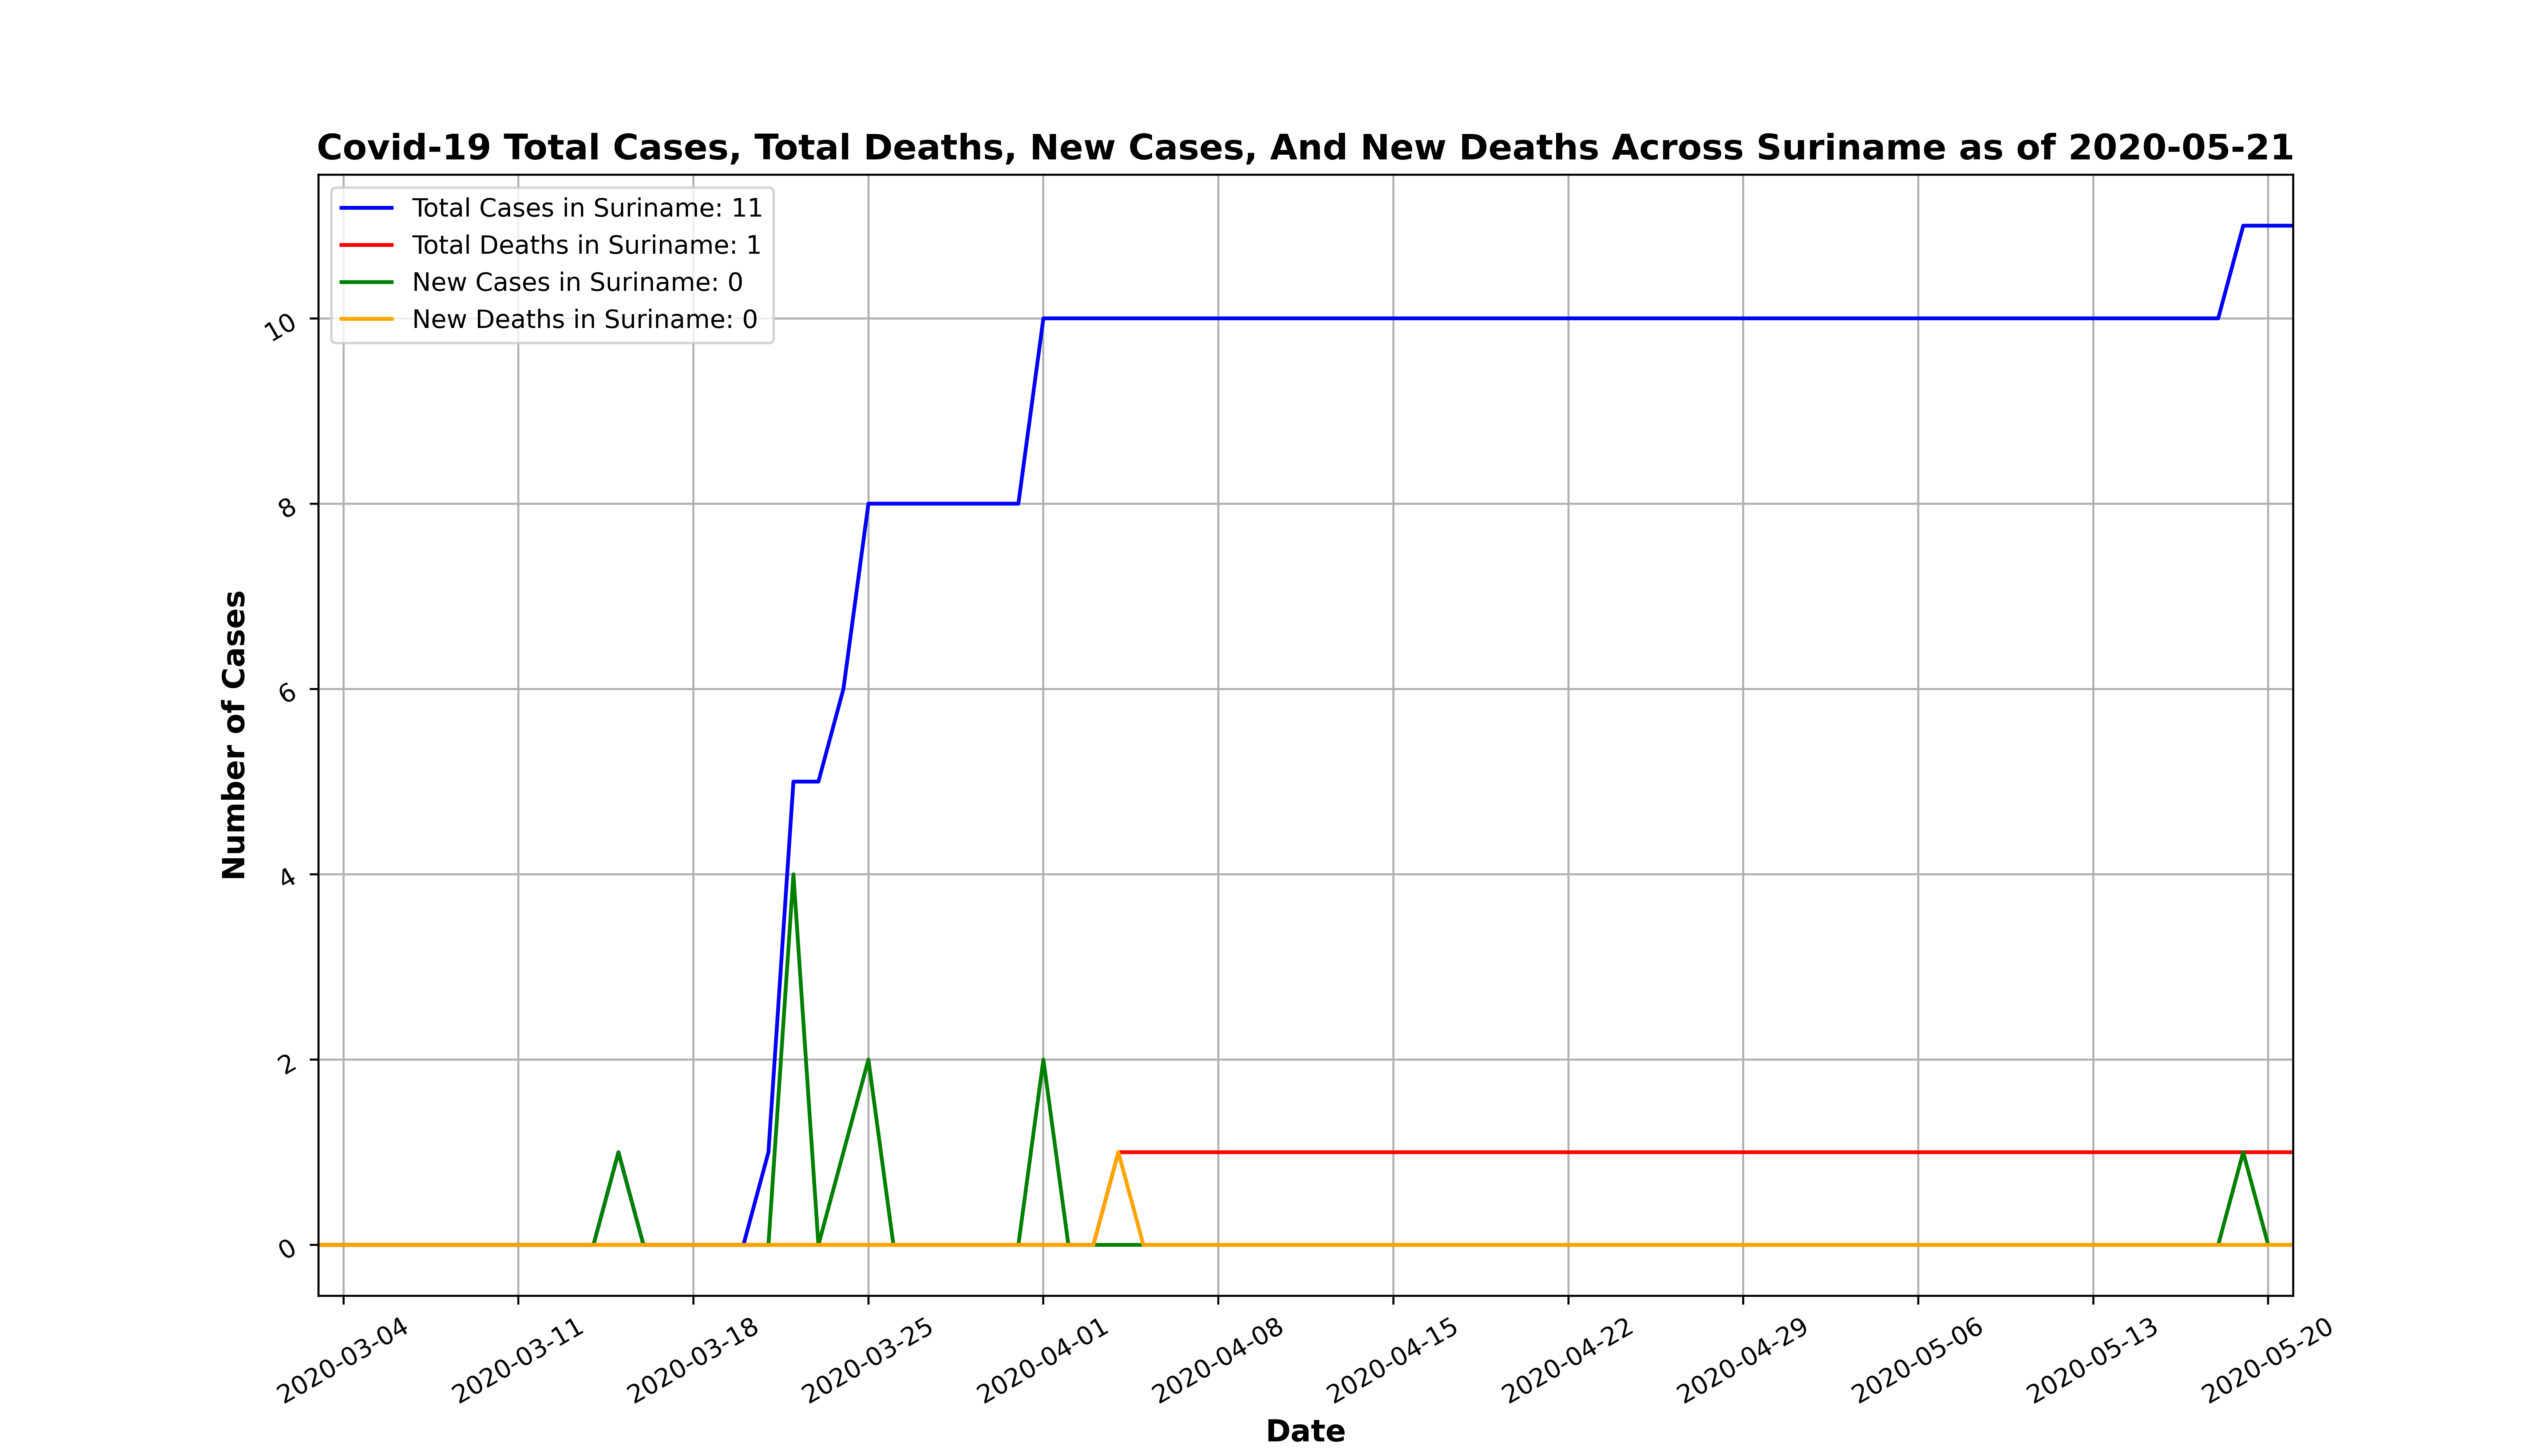 Covid-19 Total Cases, Total Deaths, New Cases, And New Deaths Across Suriname as of 2020-05-21
Total Cases in Suriname: 11
Total Deaths in Suriname: 1
New Cases in Suriname: 0
New Deaths in Suriname: 0
Number of Cases
10
8
6
4
2
0
2020-03-04
2020-03-11
2020-03-18
2020-03-25
2020-04-01
2020-04-08
2020-04-15
2020-04-22
2020-04-29
2020-05-06
2020-05-13
2020-05-20
Date